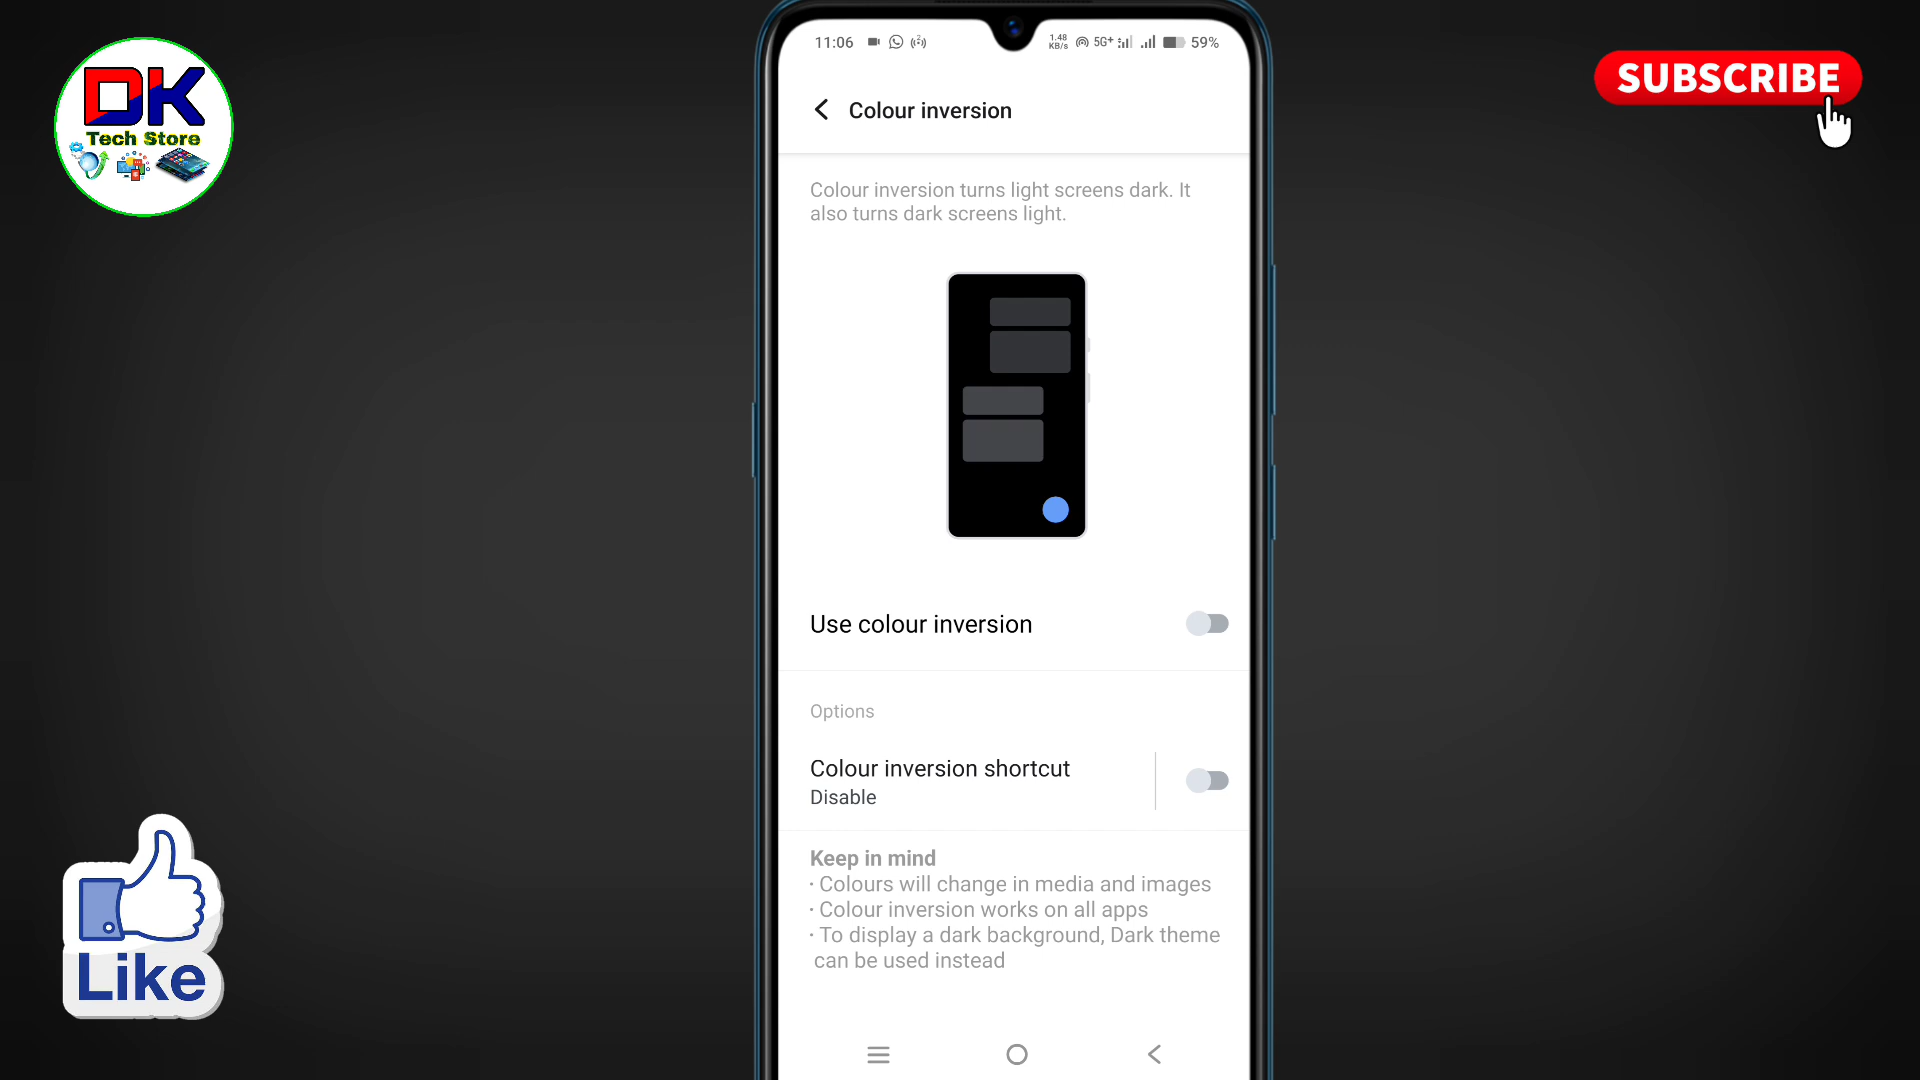 DK
Tech Store
SUBSCRIBE
11:06
1.48
KB/s
5G+
59%
Colour inversion
Colour inversion turns light screens dark. It
also turns dark screens light.
Use colour inversion
Options
Colour inversion shortcut
Disable
Keep in mind
· Colours will change in media and images
· Colour inversion works on all apps
· To display a dark background, Dark theme
can be used instead
Like